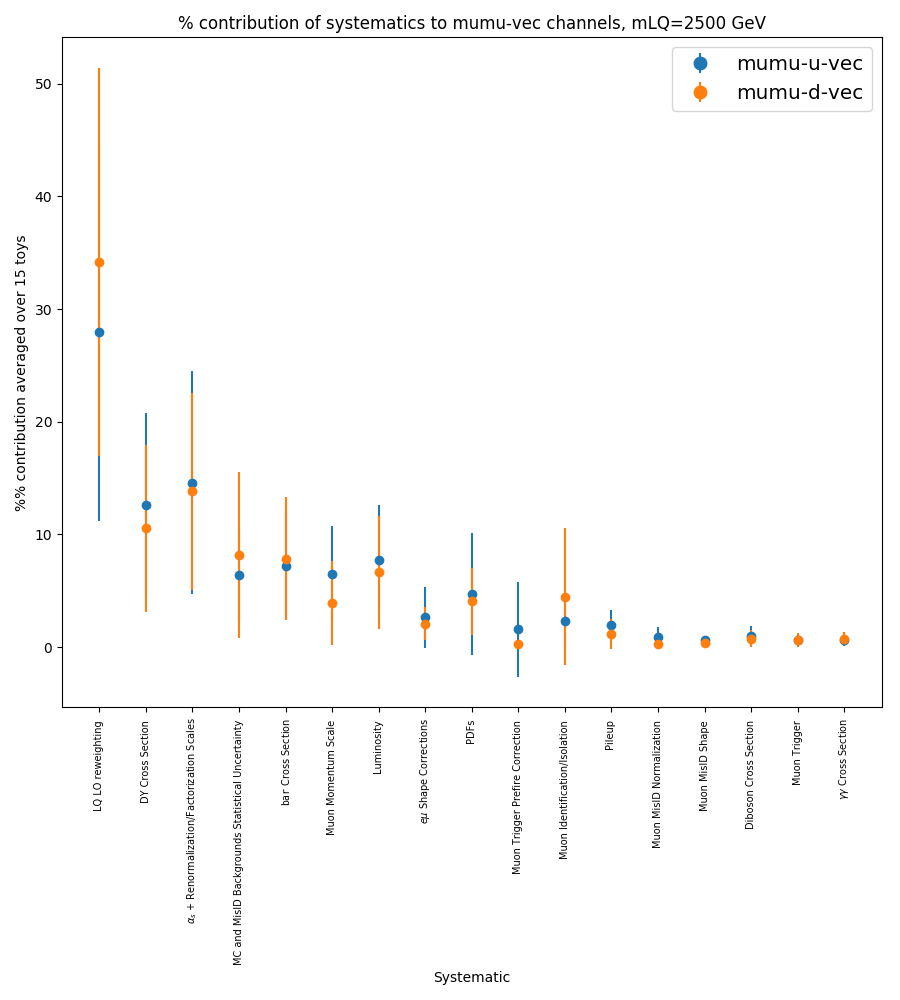 % contribution of systematics to mumu-vec channels, mLQ=2500 GeV
mumu-u-vec
mumu-d-vec
%% contribution averaged over 15 toys
50
40
30
20
10
0
LQ LO reweighting
DY Cross Section
αs + Renormalization/Factorization Scales
MC and MisID Backgrounds Statistical Uncertainty
bar Cross Section
Muon Momentum Scale
Luminosity
eμ Shape Corrections
PDFs
Muon Trigger Prefire Correction
Muon Identification/Isolation
Pileup
Muon MisID Normalization
Muon MisID Shape
Diboson Cross Section
Muon Trigger
γγ Cross Section
Systematic